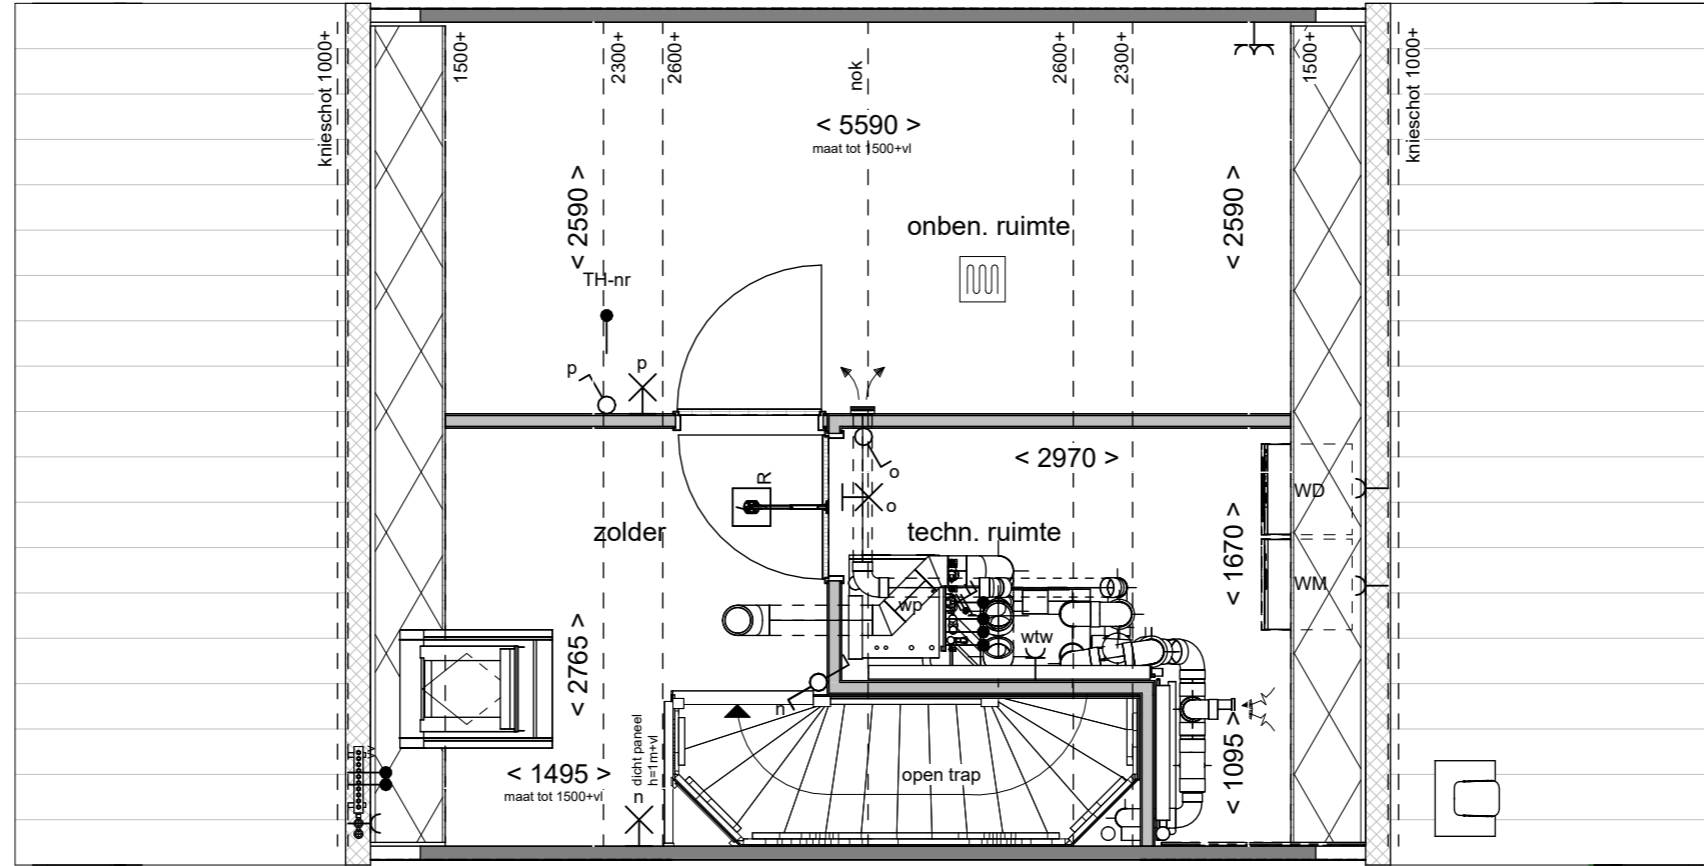 knieschot 1000+
1500+
2300+
2600+
nok
2600+
2300+
1500+
knieschot 1000+
< 5590 >
maat tot 1500+vl
< 2590 >
onben. ruimte
< 2590 >
TH-nr
p
p
R
zolder
o
o
< 2970 >
techn. ruimte
WD
WM
< 1670 >
wp
wtw
< 2765 >
n
open trap
< 1495 >
maat tot 1500+vl
n
dicht paneel
h=1m+vl
< 1095 >